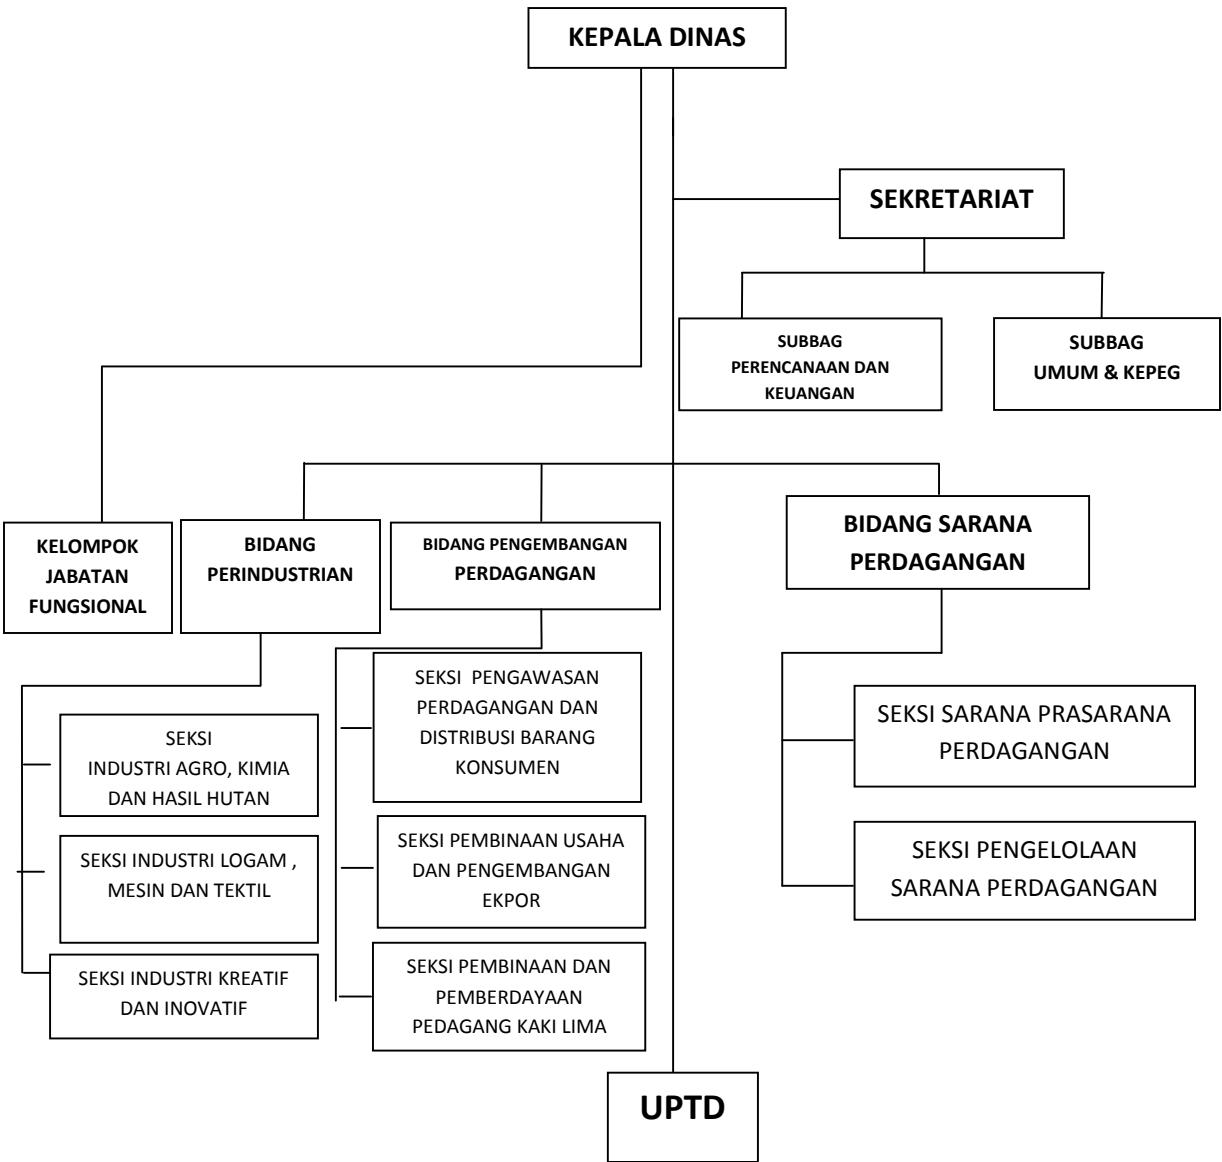 KEPALA DINAS
SEKRETARIAT
SUBBAG
PERENCANAAN DAN
KEUANGAN
SUBBAG
UMUM & KEPEG
KELOMPOK
JABATAN
FUNGSIONAL
BIDANG
PERINDUSTRIAN
BIDANG PENGEMBANGAN
PERDAGANGAN
BIDANG SARANA
PERDAGANGAN
SEKSI
INDUSTRI AGRO, KIMIA
DAN HASIL HUTAN
SEKSI INDUSTRI LOGAM ,
MESIN DAN TEKTIL
SEKSI INDUSTRI KREATIF
DAN INOVATIF
SEKSI PENGAWASAN
PERDAGANGAN DAN
DISTRIBUSI BARANG
KONSUMEN
SEKSI PEMBINAAN USAHA
DAN PENGEMBANGAN
EKPOR
SEKSI PEMBINAAN DAN
PEMBERDAYAAN
PEDAGANG KAKI LIMA
SEKSI SARANA PRASARANA
PERDAGANGAN
SEKSI PENGELOLAAN
SARANA PERDAGANGAN
UPTD